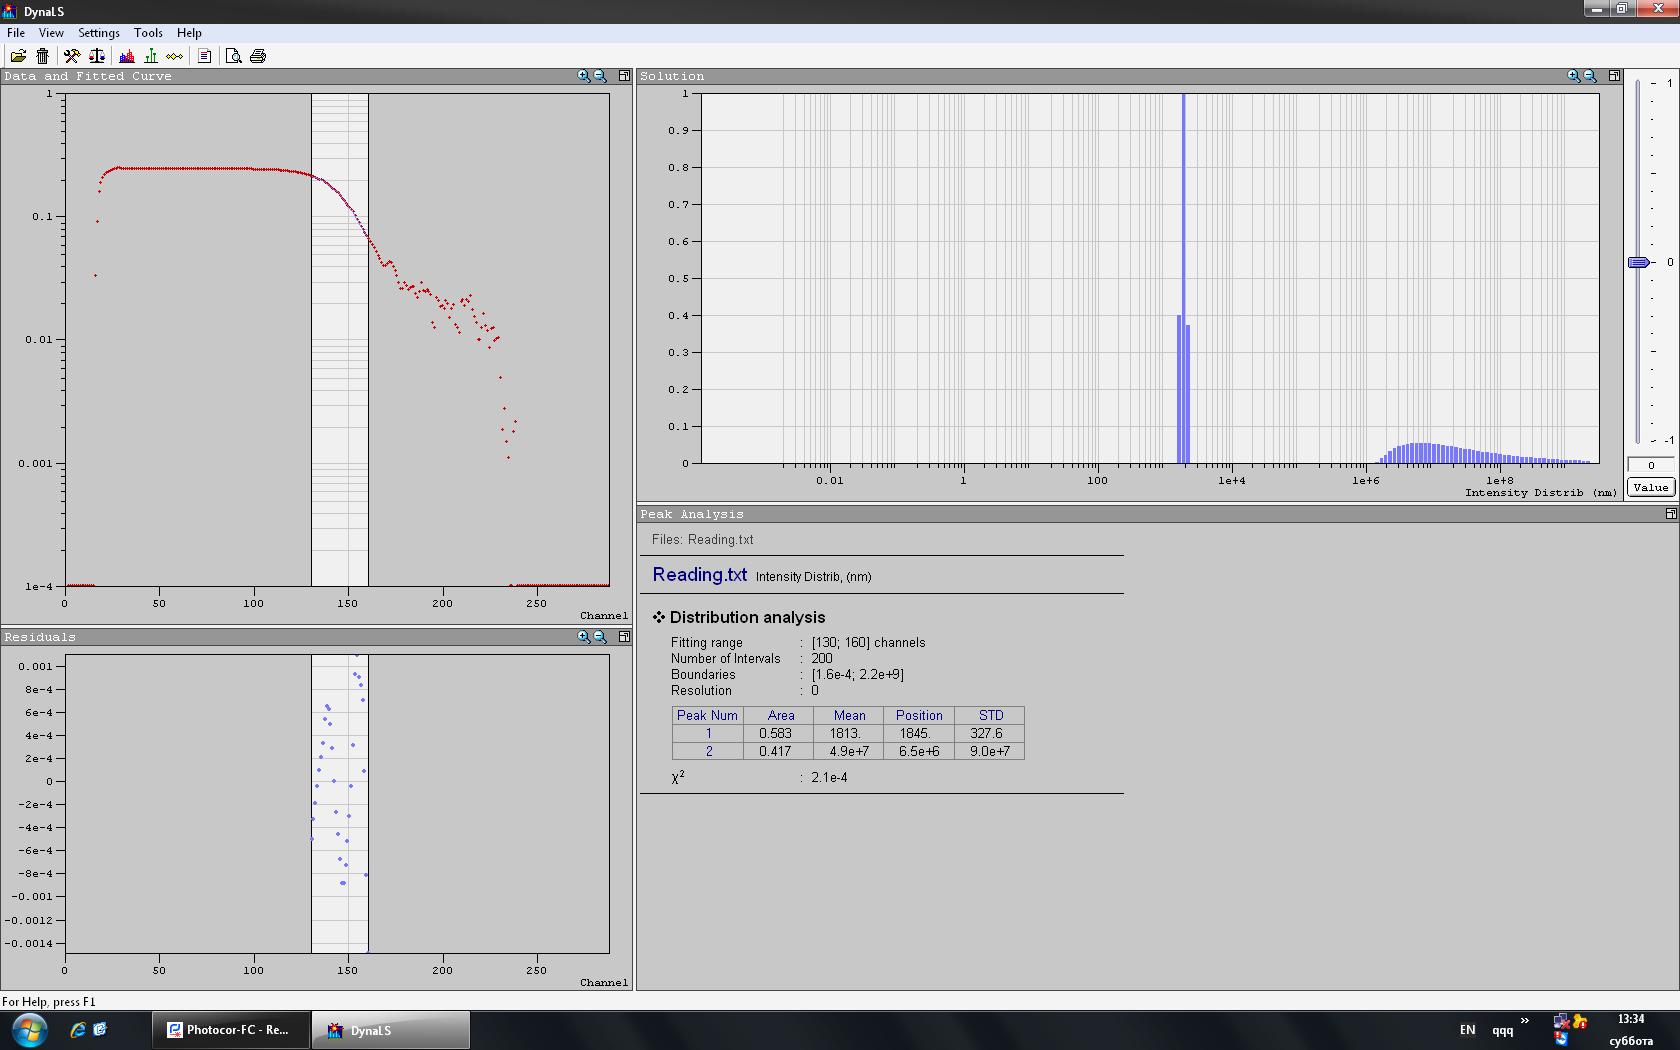 DynaLS
File View Settings Tools Help
Data and Fitted Curve
1
0.1
0.01
0.001
1e-4
0 50 100 150 200 250
Channel
Residuals
0.001
8e-4
6e-4
4e-4
2e-4
0
-2e-4
-4e-4
-6e-4
-8e-4
-0.001
-0.0012
-0.0014
0 50 100 150 200 250
Channel
Solution
1
0.9
0.8
0.7
0.6
0.5
0.4
0.3
0.2
0.1
0
0.01 1 100 1e+4 1e+6 1e+8
Intensity Distrib (nm)
1
0
-1
0
Value
Peak Analysis
Files: Reading.txt
Reading.txt Intensity Distrib, (nm)
❖ Distribution analysis
Fitting range : [130; 160] channels
Number of Intervals : 200
Boundaries : [1.6e-4; 2.2e+9]
Resolution : 0
Peak Num Area Mean Position STD
1 0.583 1813. 1845. 327.6
2 0.417 4.9e+7 6.5e+6 9.0e+7
χ² : 2.1e-4
For Help, press F1
Photocor-FC - Re...
DynaLS
EN
qqq
»
13:34
суббота